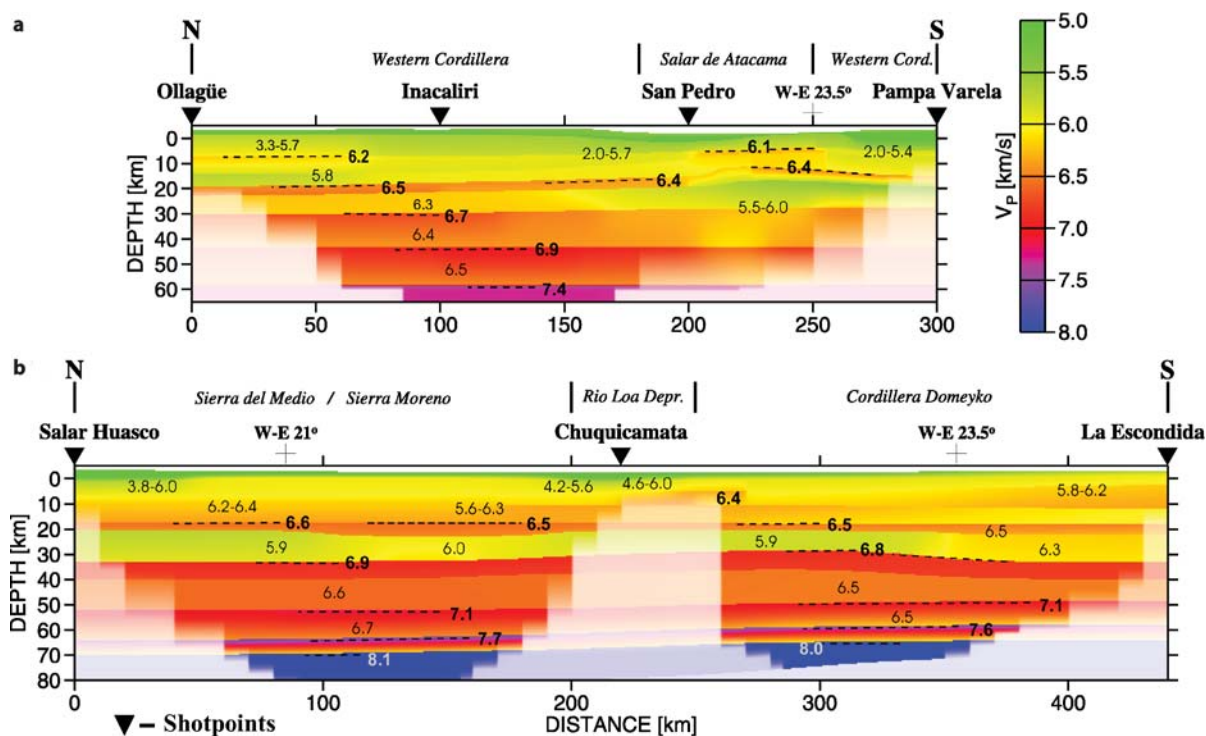 a
N
S
Western Cordillera
Salar de Atacama
Western Cord.
Ollagüe
Inacaliri
San Pedro
W-E 23.5°
Pampa Varela
DEPTH [km]
0
10
20
30
40
50
60
3.3-5.7
6.2
5.8
6.5
6.3
6.7
6.4
6.9
6.5
7.4
2.0-5.7
6.4
6.1
6.4
2.0-5.4
5.5-6.0
0
50
100
150
200
250
300
5.0
5.5
6.0
6.5
7.0
7.5
8.0
VP [km/s]
b
N
S
Sierra del Medio / Sierra Moreno
Rio Loa Depr.
Cordillera Domeyko
Salar Huasco
W-E 21°
Chuquicamata
W-E 23.5°
La Escondida
DEPTH [km]
0
10
20
30
40
50
60
70
80
3.8-6.0
4.2-5.6
4.6-6.0
5.8-6.2
6.2-6.4
5.6-6.3
6.4
6.6
6.5
6.5
6.5
5.9
6.0
5.9
6.3
6.9
6.8
6.6
6.5
7.1
7.1
6.7
6.5
7.7
7.6
8.1
8.0
0
100
200
300
400
DISTANCE [km]
– Shotpoints